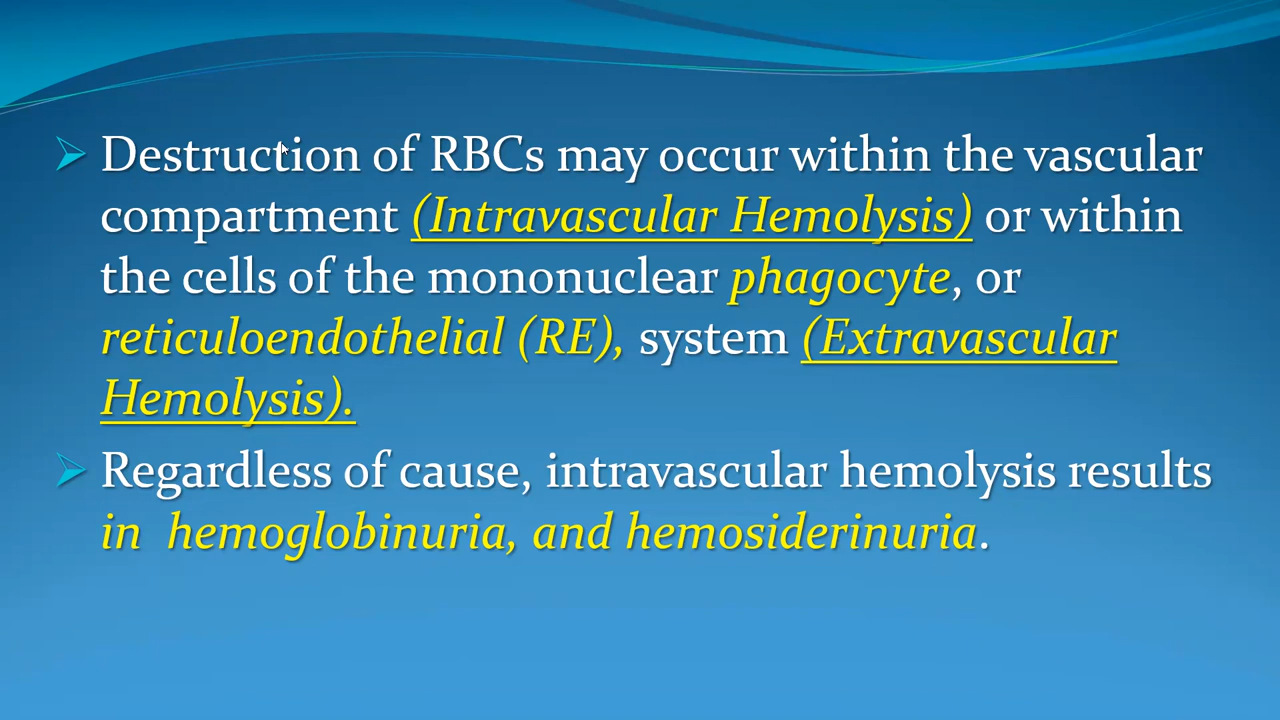 Destruction of RBCs may occur within the vascular
compartment (Intravascular Hemolysis) or within
the cells of the mononuclear phagocyte, or
reticuloendothelial (RE), system (Extravascular
Hemolysis).
Regardless of cause, intravascular hemolysis results
in  hemoglobinuria, and hemosiderinuria.